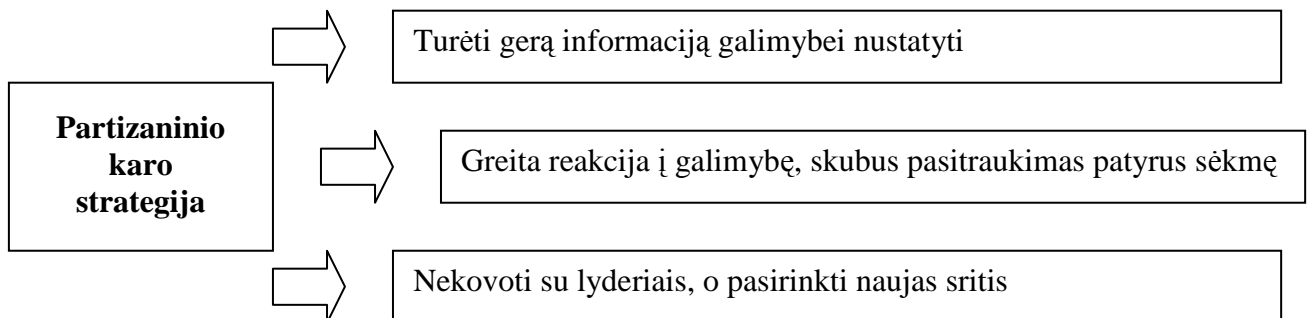 Turėti gerą informaciją galimybei nustatyti
Partizaninio
karo
strategija
Greita reakcija į galimybę, skubus pasitraukimas patyrus sėkmę
Nekovoti su lyderiais, o pasirinkti naujas sritis